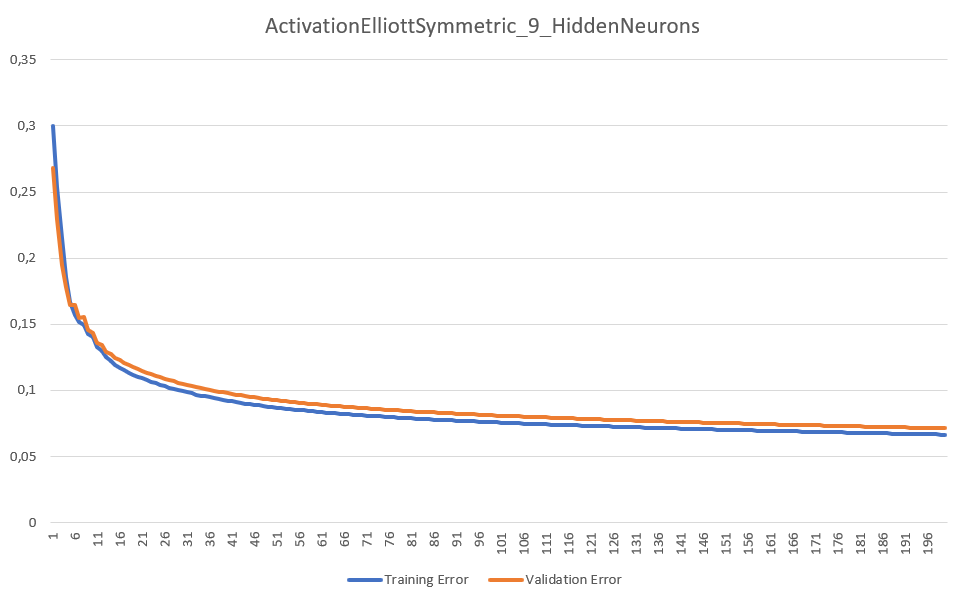 ActivationElliottSymmetric_9_HiddenNeurons
0,35
0,3
0,25
0,2
0,15
0,1
0,05
0
1 6 11 16 21 26 31 36 41 46 51 56 61 66 71 76 81 86 91 96 101 106 111 116 121 126 131 136 141 146 151 156 161 166 171 176 181 186 191 196
Training Error Validation Error